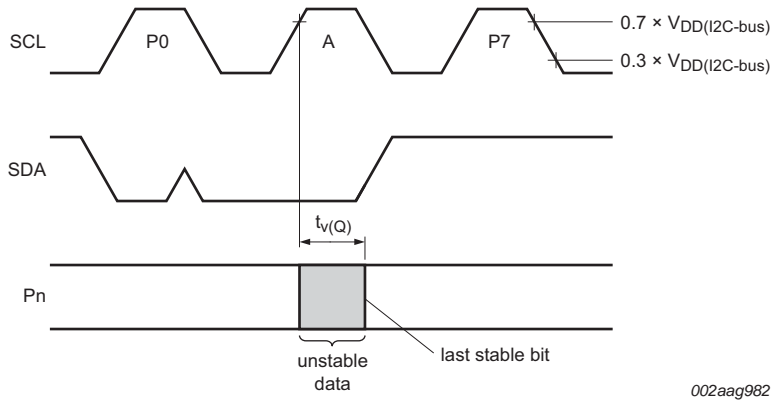 SCL
P0
A
P7
0.7 × VDD(I2C-bus)
0.3 × VDD(I2C-bus)
SDA
tv(Q)
Pn
unstable
data
last stable bit
002aag982